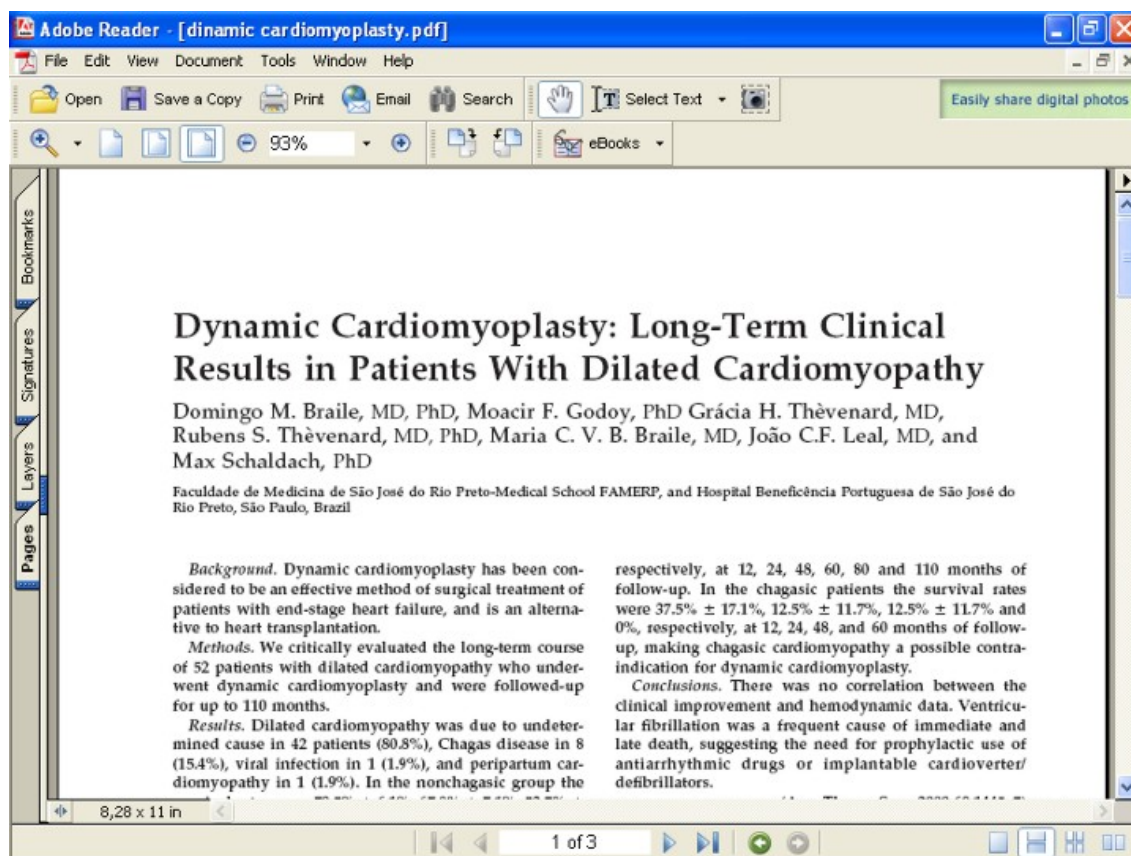 Adobe Reader - [dinamic cardiomyoplasty.pdf]
File Edit View Document Tools Window Help
Open Save a Copy Print Email Search Select Text Easily share digital photos
93% eBooks
Bookmarks
Signatures
Layers
Pages
Dynamic Cardiomyoplasty: Long-Term Clinical
Results in Patients With Dilated Cardiomyopathy
Domingo M. Braile, MD, PhD, Moacir F. Godoy, PhD Grácia H. Thèvenard, MD,
Rubens S. Thèvenard, MD, PhD, Maria C. V. B. Braile, MD, João C.F. Leal, MD, and
Max Schaldach, PhD
Faculdade de Medicina de São José do Rio Preto-Medical School FAMERP, and Hospital Beneficência Portuguesa de São José do
Rio Preto, São Paulo, Brazil
Background. Dynamic cardiomyoplasty has been con-
sidered to be an effective method of surgical treatment of
patients with end-stage heart failure, and is an alterna-
tive to heart transplantation.
Methods. We critically evaluated the long-term course
of 52 patients with dilated cardiomyopathy who under-
went dynamic cardiomyoplasty and were followed-up
for up to 110 months.
Results. Dilated cardiomyopathy was due to undeter-
mined cause in 42 patients (80.8%), Chagas disease in 8
(15.4%), viral infection in 1 (1.9%), and peripartum car-
diomyopathy in 1 (1.9%). In the nonchagasic group the
respectively, at 12, 24, 48, 60, 80 and 110 months of
follow-up. In the chagasic patients the survival rates
were 37.5% ± 17.1%, 12.5% ± 11.7%, 12.5% ± 11.7% and
0%, respectively, at 12, 24, 48, and 60 months of follow-
up, making chagasic cardiomyopathy a possible contra-
indication for dynamic cardiomyoplasty.
Conclusions. There was no correlation between the
clinical improvement and hemodynamic data. Ventricu-
lar fibrillation was a frequent cause of immediate and
late death, suggesting the need for prophylactic use of
antiarrhythmic drugs or implantable cardioverter/
defibrillators.
8,28 x 11 in
1 of 3